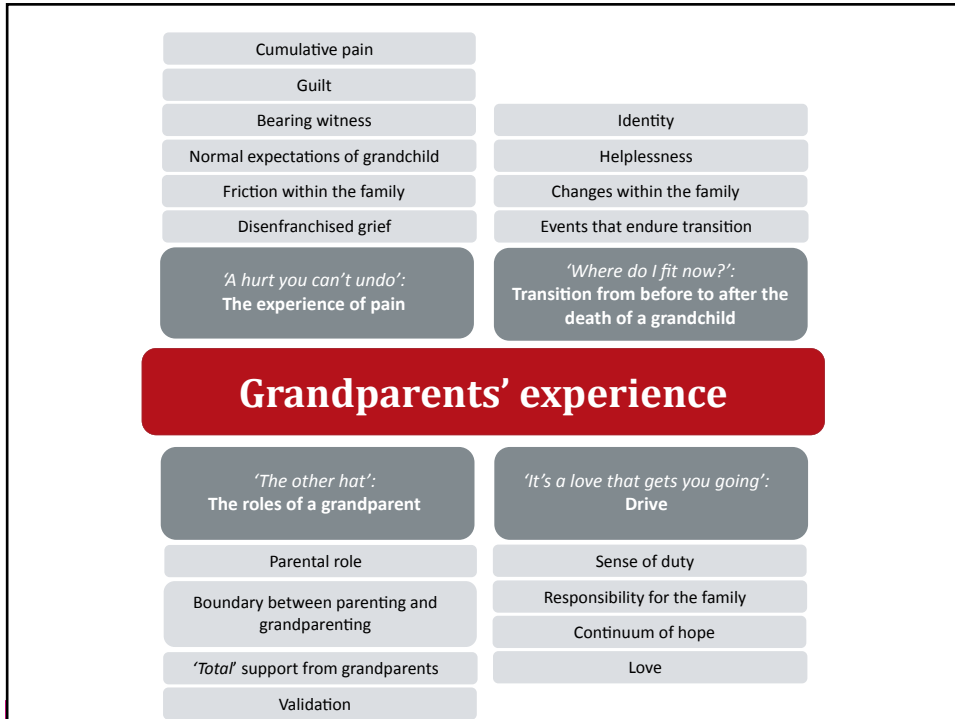 Cumulative pain
Guilt
Bearing witness
Normal expectations of grandchild
Friction within the family
Disenfranchised grief
‘A hurt you can’t undo’:
The experience of pain
Identity
Helplessness
Changes within the family
Events that endure transition
‘Where do I fit now?’:
Transition from before to after the
death of a grandchild
Grandparents’ experience
‘The other hat’:
The roles of a grandparent
Parental role
Boundary between parenting and
grandparenting
‘Total’ support from grandparents
Validation
‘It’s a love that gets you going’:
Drive
Sense of duty
Responsibility for the family
Continuum of hope
Love